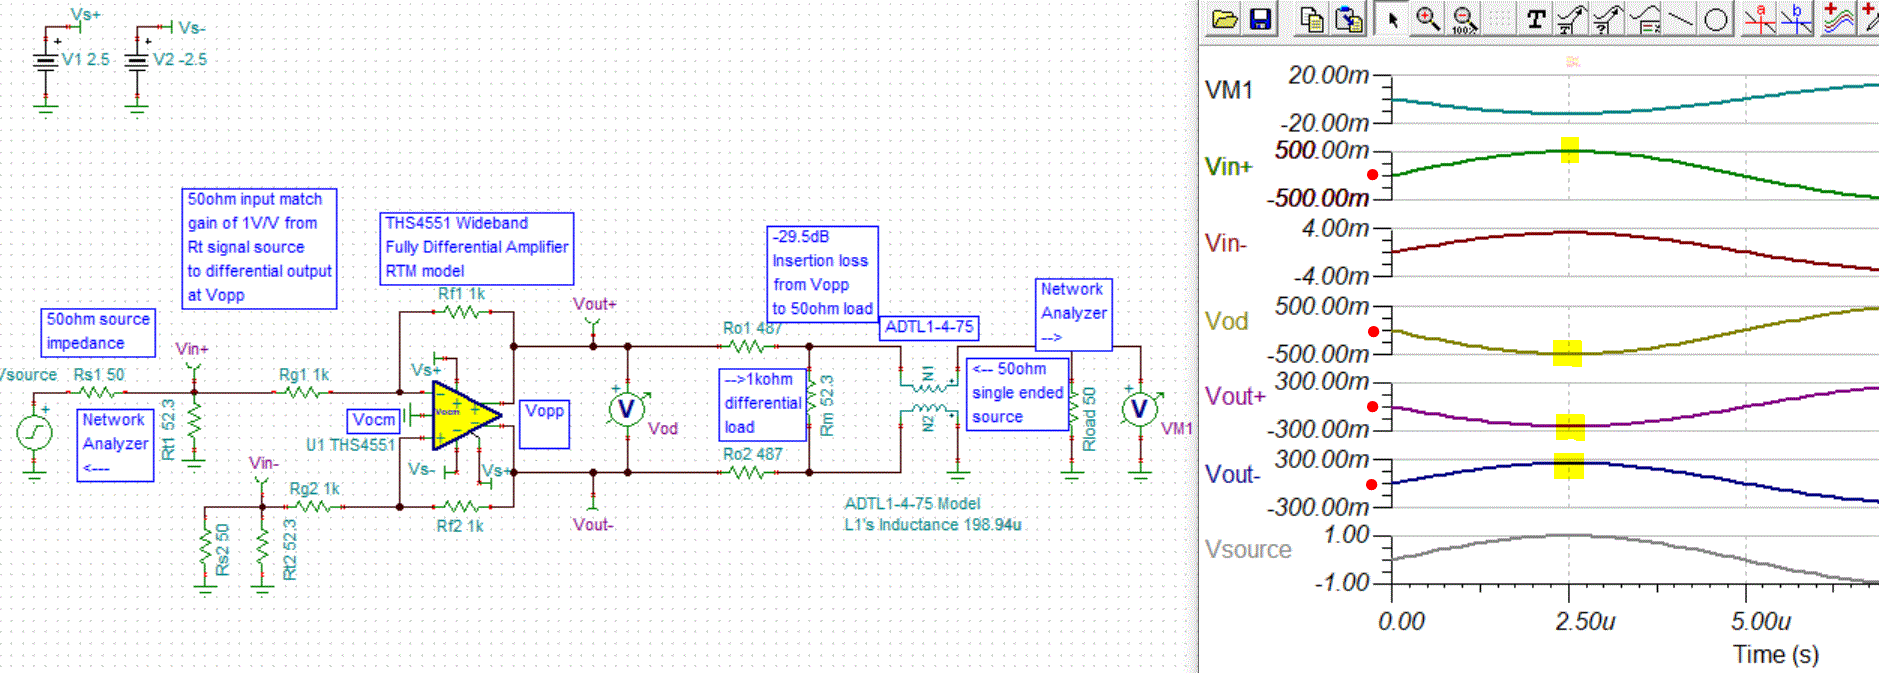 Vs+
Vs-
V1 2.5
V2 -2.5
50ohm input match
gain of 1V/V from
Rt signal source
to differential output
at Vopp
THS4551 Wideband
Fully Differential Amplifier
RTM model
-29.5dB
Insertion loss
from Vopp
to 50ohm load
Network
Analyzer
-->
50ohm source
impedance
Rf1 1k
Vout+
ADTL1-4-75
Ro1 487
Vin+
Vsource
Rs1 50
Rg1 1k
Vs+
-->1kohm
differential
load
<-- 50ohm
single ended
source
Rm 52.3
N1
N2
Rload 50
Network
Analyzer
<---
Rt1 52.3
Vocm
Vocm
Vopp
U1 THS4551
V
Vod
V
VM1
Vs-
Vs+
Ro2 487
Vin-
Rg2 1k
Rf2 1k
Vout-
Rs2 50
Rt2 52.3
ADTL1-4-75 Model
L1's Inductance 198.94u
100%
T
a
b
VM1
20.00m
-20.00m
Vin+
500.00m
-500.00m
Vin-
4.00m
-4.00m
Vod
500.00m
-500.00m
Vout+
300.00m
-300.00m
Vout-
300.00m
-300.00m
Vsource
1.00
-1.00
0.00
2.50u
5.00u
Time (s)